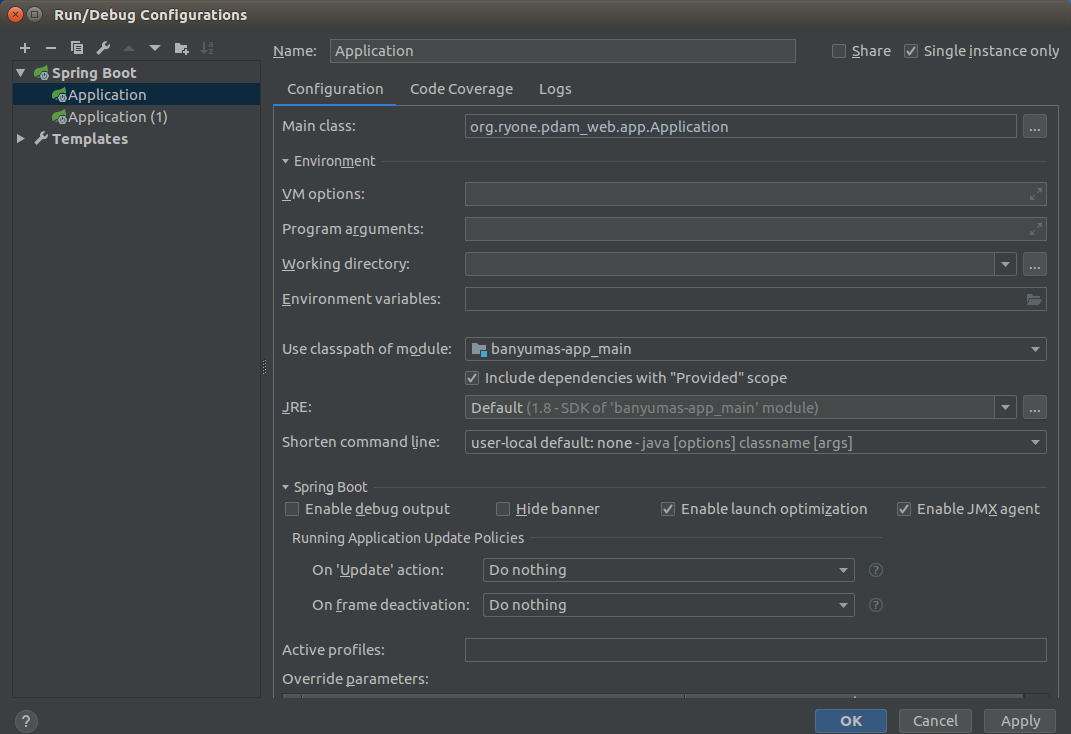 Run/Debug Configurations
Name: Application Share Single instance only
Spring Boot
Application
Application (1)
Templates
Configuration Code Coverage Logs
Main class: org.ryone.pdam_web.app.Application ...
Environment
VM options:
Program arguments:
Working directory: ...
Environment variables:
Use classpath of module: banyumas-app_main
Include dependencies with "Provided" scope
JRE: Default (1.8 - SDK of 'banyumas-app_main' module) ...
Shorten command line: user-local default: none - java [options] classname [args]
Spring Boot
Enable debug output Hide banner Enable launch optimization Enable JMX agent
Running Application Update Policies
On 'Update' action: Do nothing ?
On frame deactivation: Do nothing ?
Active profiles:
Override parameters:
? OK Cancel Apply